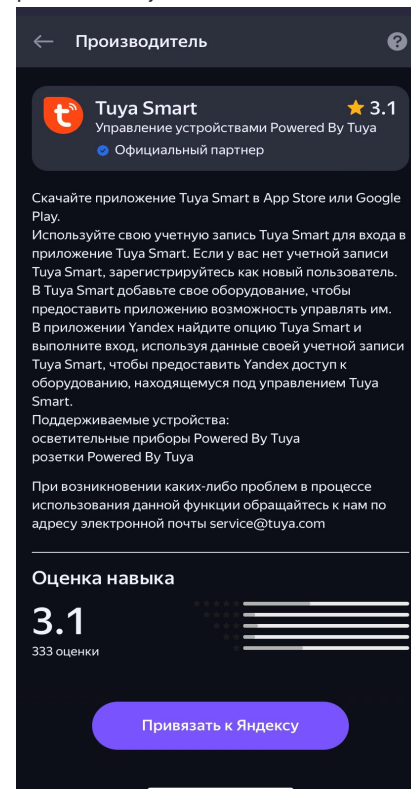 Производитель
?
Tuya Smart
3.1
Управление устройствами Powered By Tuya
Официальный партнер
Скачайте приложение Tuya Smart в App Store или Google
Play.
Используйте свою учетную запись Tuya Smart для входа в
приложение Tuya Smart. Если у вас нет учетной записи
Tuya Smart, зарегистрируйтесь как новый пользователь.
В Tuya Smart добавьте свое оборудование, чтобы
предоставить приложению возможность управлять им.
В приложении Yandex найдите опцию Tuya Smart и
выполните вход, используя данные своей учетной записи
Tuya Smart, чтобы предоставить Yandex доступ к
оборудованию, находящемуся под управлением Tuya
Smart.
Поддерживаемые устройства:
осветительные приборы Powered By Tuya
розетки Powered By Tuya
При возникновении каких-либо проблем в процессе
использования данной функции обращайтесь к нам по
адресу электронной почты service@tuya.com
Оценка навыка
3.1
333 оценки
Привязать к Яндексу